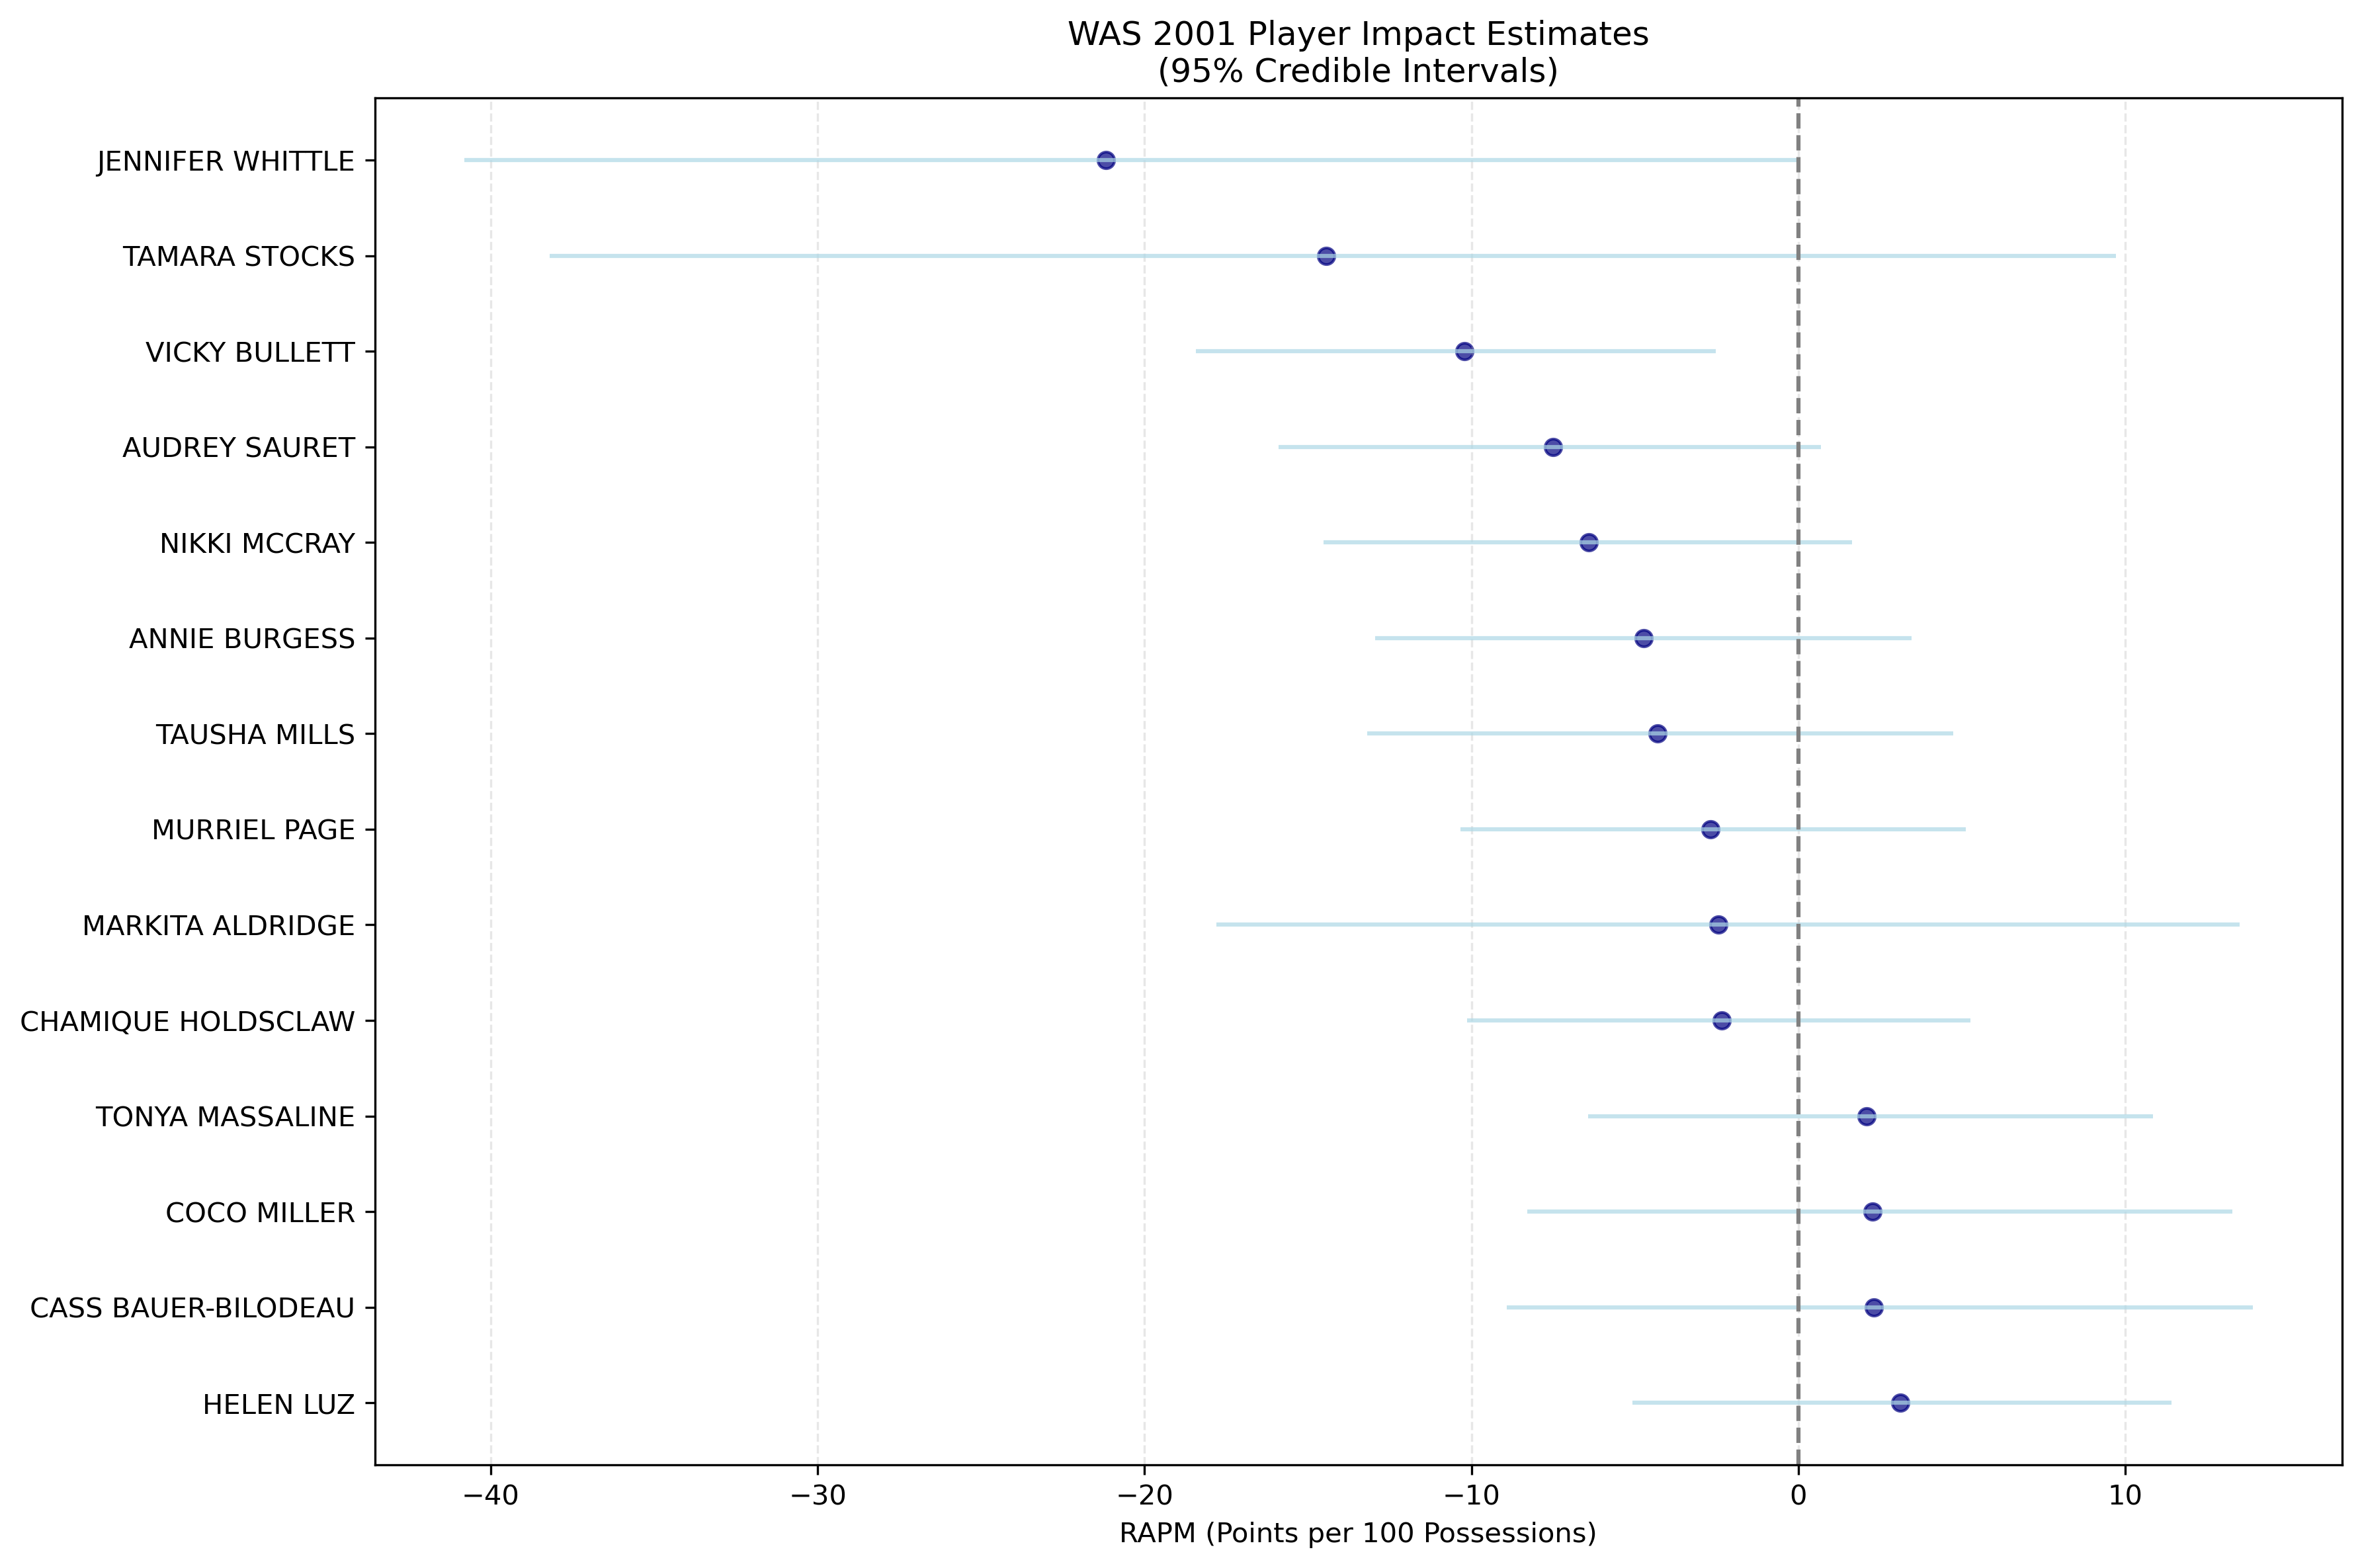 WAS 2001 Player Impact Estimates
(95% Credible Intervals)
JENNIFER WHITTLE
TAMARA STOCKS
VICKY BULLETT
AUDREY SAURET
NIKKI MCCRAY
ANNIE BURGESS
TAUSHA MILLS
MURRIEL PAGE
MARKITA ALDRIDGE
CHAMIQUE HOLDSCLAW
TONYA MASSALINE
COCO MILLER
CASS BAUER-BILODEAU
HELEN LUZ
−40 −30 −20 −10 0 10
RAPM (Points per 100 Possessions)